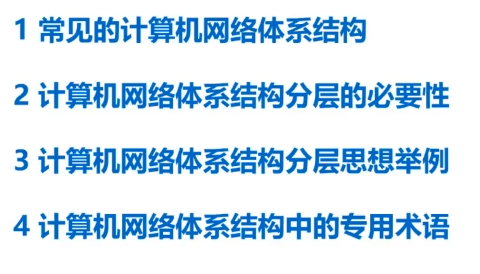 1 常见的计算机网络体系结构
2 计算机网络体系结构分层的必要性
3 计算机网络体系结构分层思想举例
4 计算机网络体系结构中的专用术语